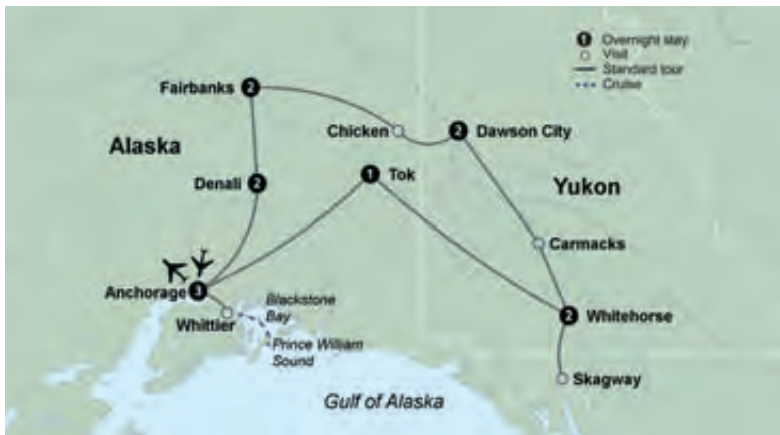 1 Overnight stay
Visit
Standard tour
Cruise
Fairbanks 2
Chicken
2 Dawson City
Alaska
Denali 2
1 Tok
Yukon
Carmacks
Anchorage 3
Blackstone
Bay
Whittier
2 Whitehorse
Prince William
Sound
Skagway
Gulf of Alaska